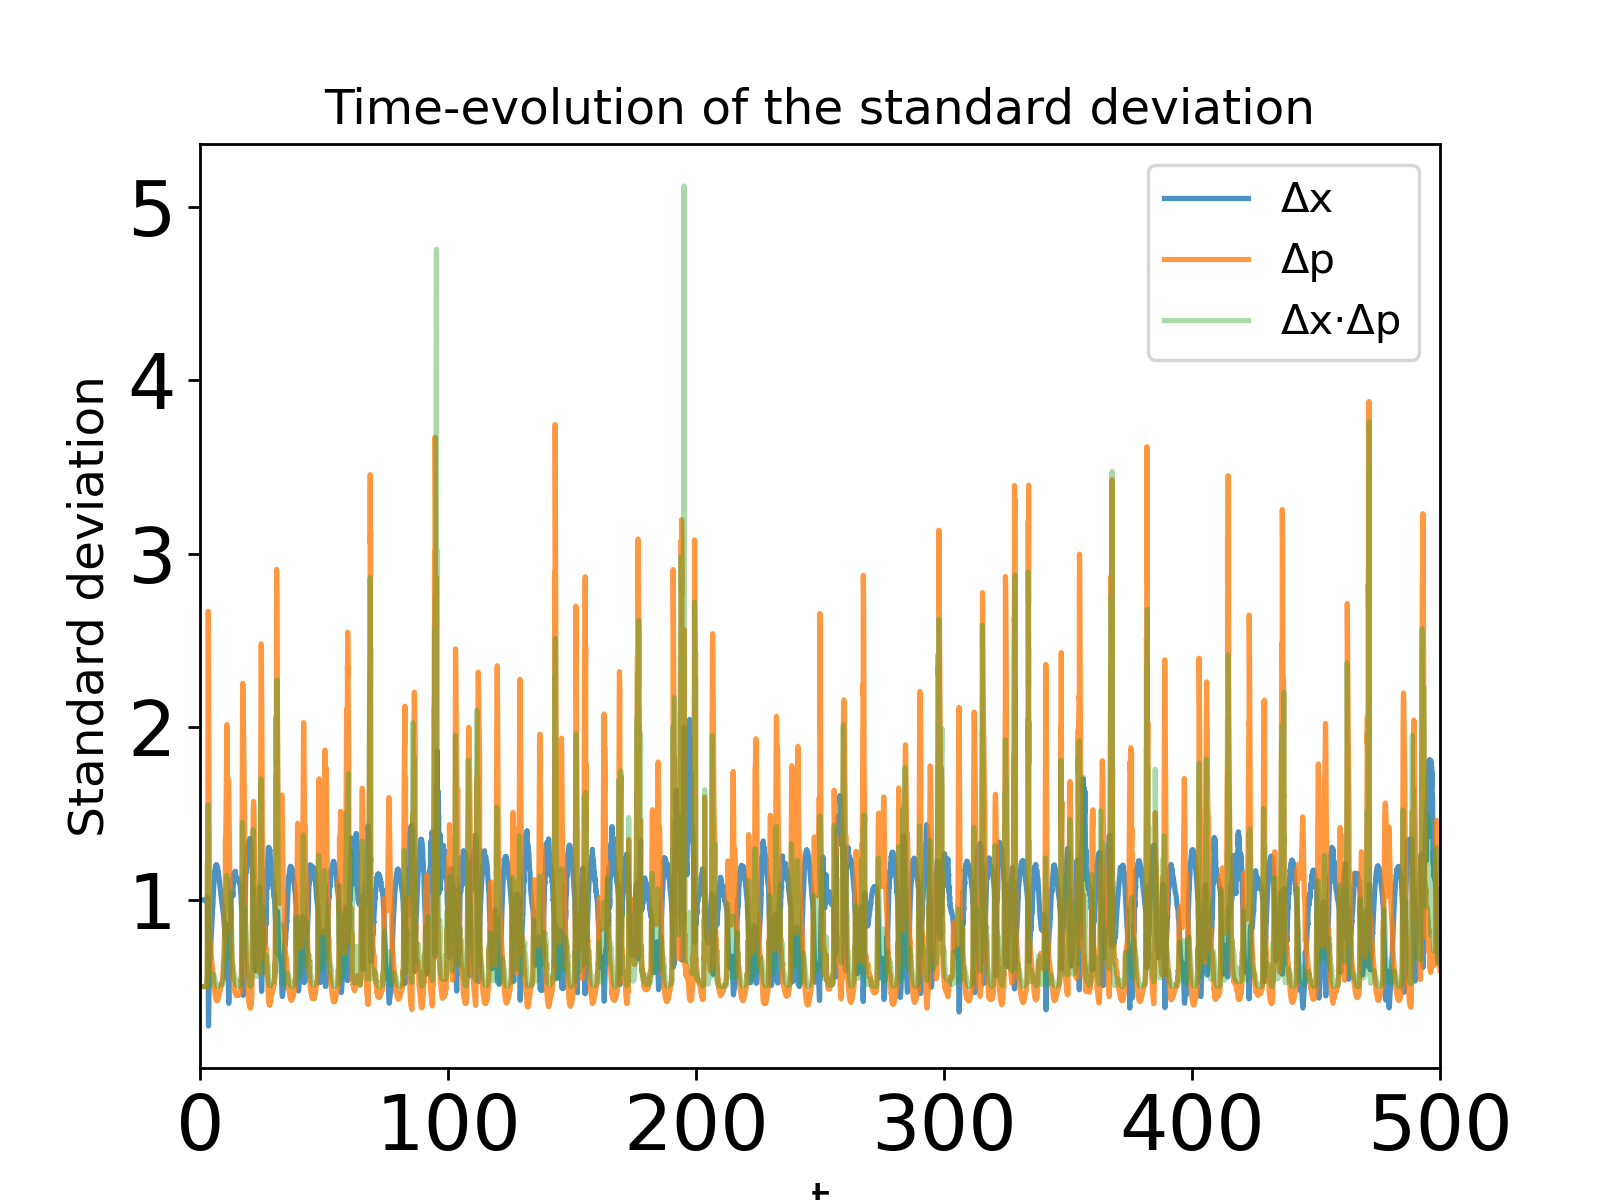 Time-evolution of the standard deviation
Δx
Δp
Δx·Δp
Standard deviation
5
4
3
2
1
0 100 200 300 400 500
t